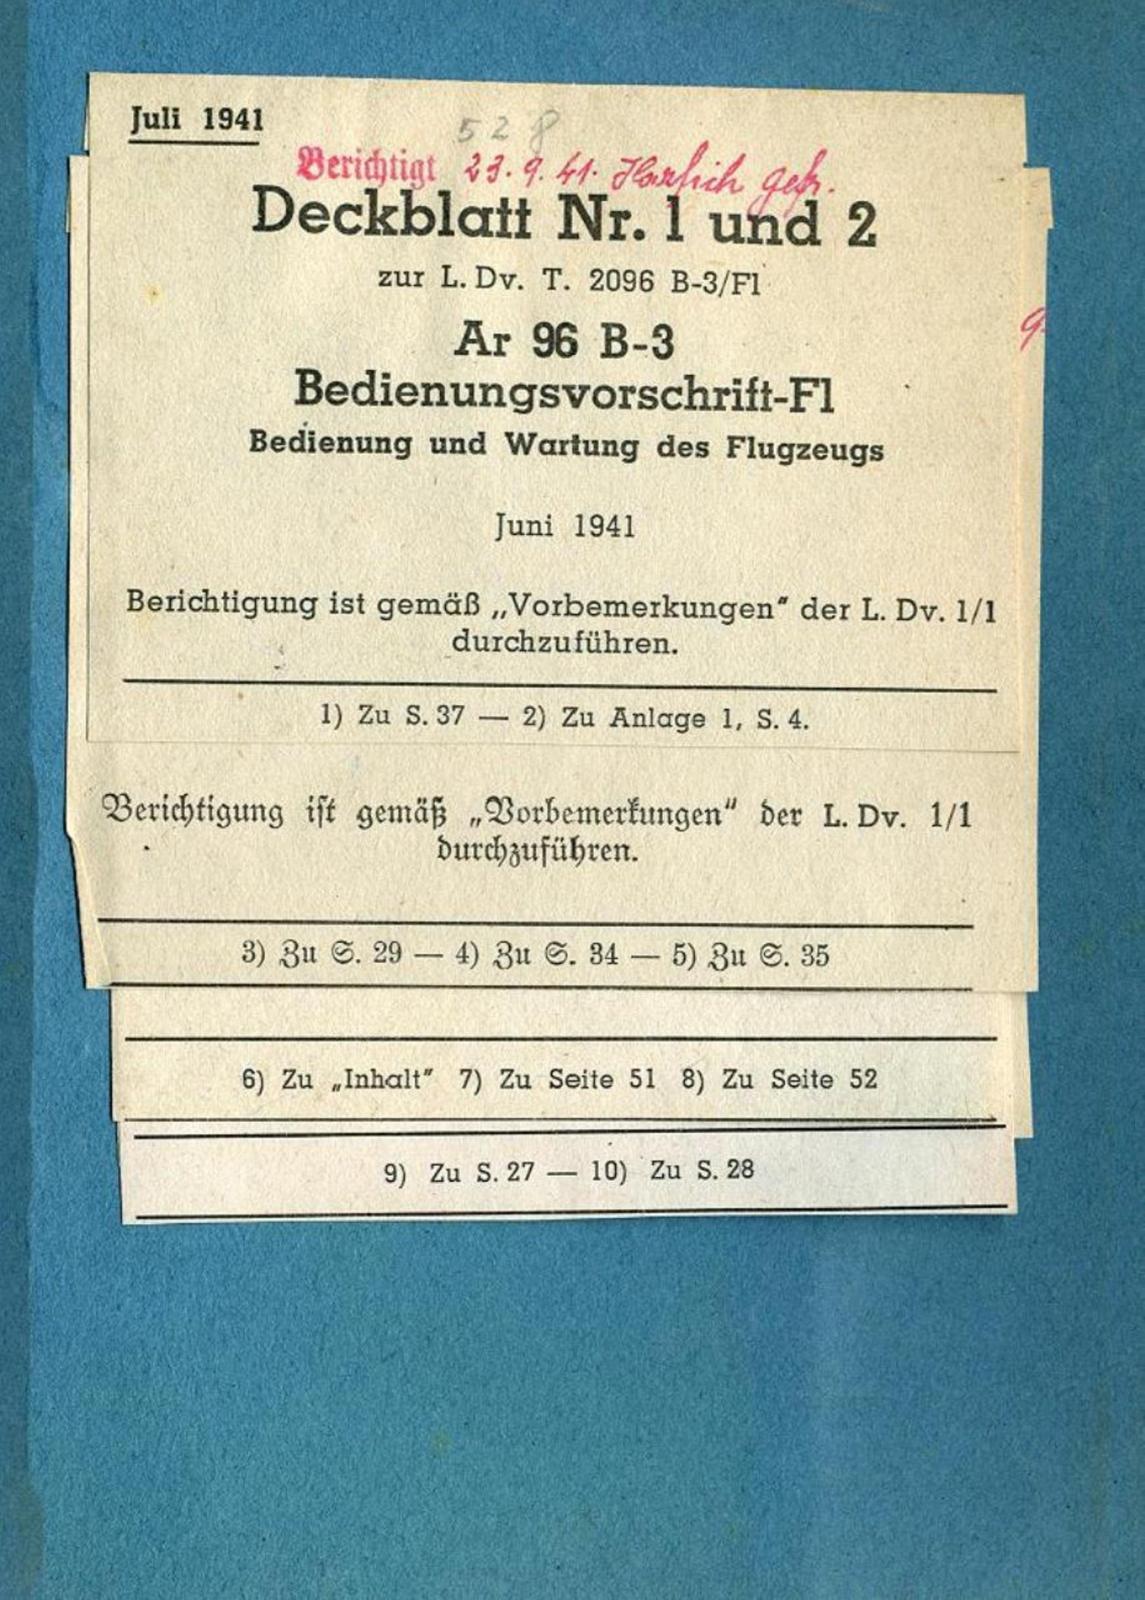 Juli 1941
528
Berichtigt 23.9.41. gefr.
Deckblatt Nr. 1 und 2
zur L. Dv. T. 2096 B-3/Fl
Ar 96 B-3
Bedienungsvorschrift-Fl
Bedienung und Wartung des Flugzeugs
Juni 1941
Berichtigung ist gemäß „Vorbemerkungen“ der L. Dv. 1/1
durchzuführen.
1) Zu S. 37 — 2) Zu Anlage 1, S. 4.
Berichtigung ist gemäß „Vorbemerkungen“ der L. Dv. 1/1
durchzuführen.
3) Zu S. 29 — 4) Zu S. 34 — 5) Zu S. 35
6) Zu „Inhalt“ 7) Zu Seite 51 8) Zu Seite 52
9) Zu S. 27 — 10) Zu S. 28